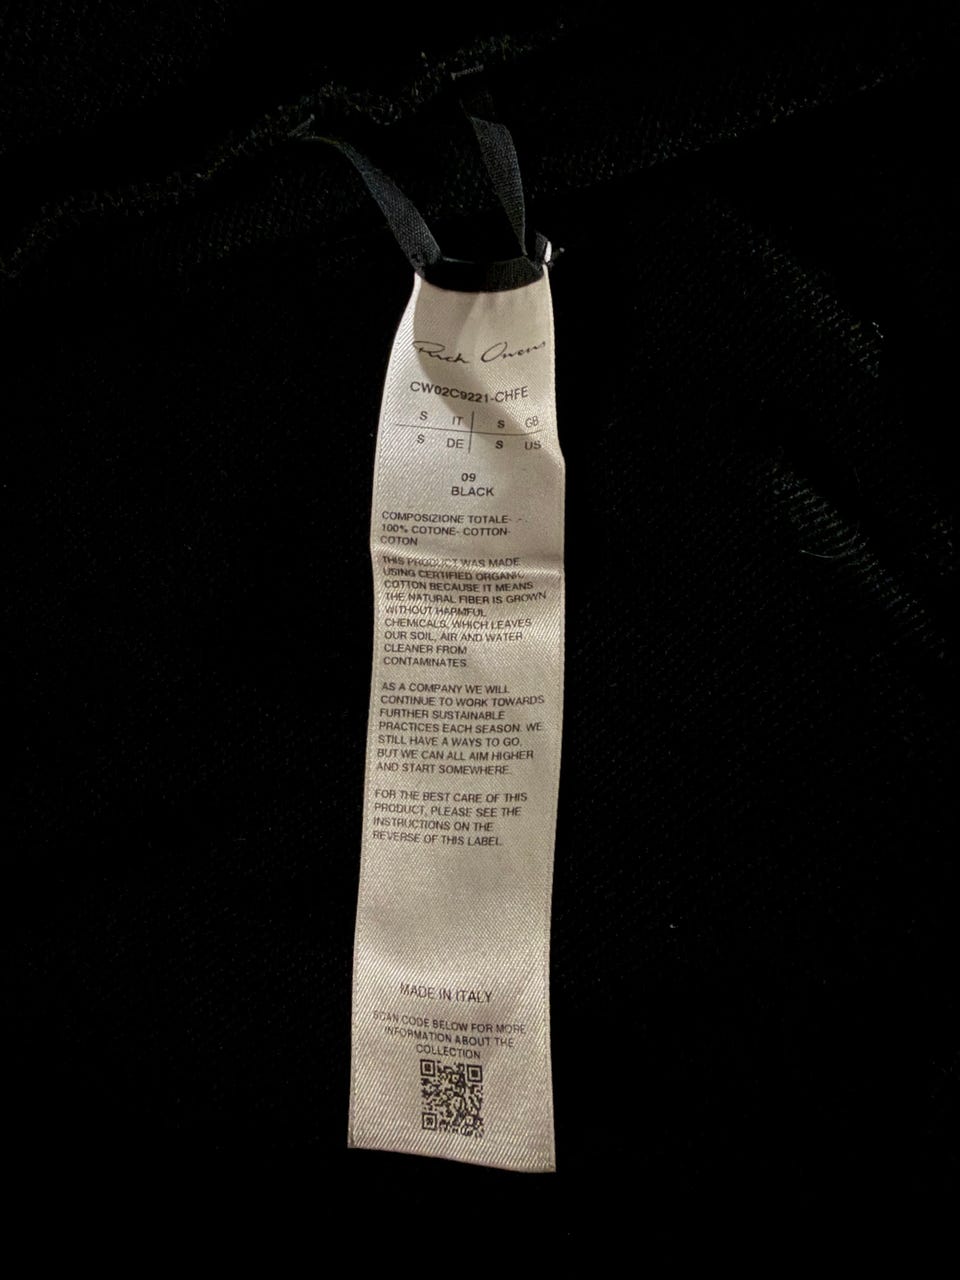 Rick Owens
CW02C9221-CHFE
S IT S GB
S DE S US
09
BLACK
COMPOSIZIONE TOTALE- -
100% COTONE- COTTON-
COTON
THIS PRODUCT WAS MADE
USING CERTIFIED ORGANIC
COTTON BECAUSE IT MEANS
THE NATURAL FIBER IS GROWN
WITHOUT HARMFUL
CHEMICALS, WHICH LEAVES
OUR SOIL, AIR AND WATER
CLEANER FROM
CONTAMINATES.
AS A COMPANY WE WILL
CONTINUE TO WORK TOWARDS
FURTHER SUSTAINABLE
PRACTICES EACH SEASON. WE
STILL HAVE A WAYS TO GO,
BUT WE CAN ALL AIM HIGHER
AND START SOMEWHERE.
FOR THE BEST CARE OF THIS
PRODUCT, PLEASE SEE THE
INSTRUCTIONS ON THE
REVERSE OF THIS LABEL.
MADE IN ITALY
SCAN CODE BELOW FOR MORE
INFORMATION ABOUT THE
COLLECTION